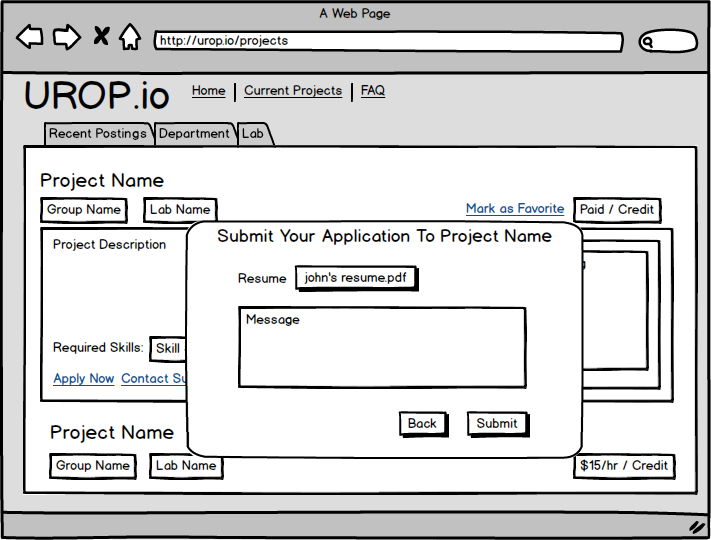 A Web Page
http://urop.io/projects
UROP.io
Home
Current Projects
FAQ
Recent Postings
Department
Lab
Project Name
Group Name
Lab Name
Mark as Favorite
Paid / Credit
Project Description
Submit Your Application To Project Name
Resume
john's resume.pdf
Message
Required Skills:
Skill
Apply Now
Contact
Back
Submit
Project Name
Group Name
Lab Name
$15/hr / Credit